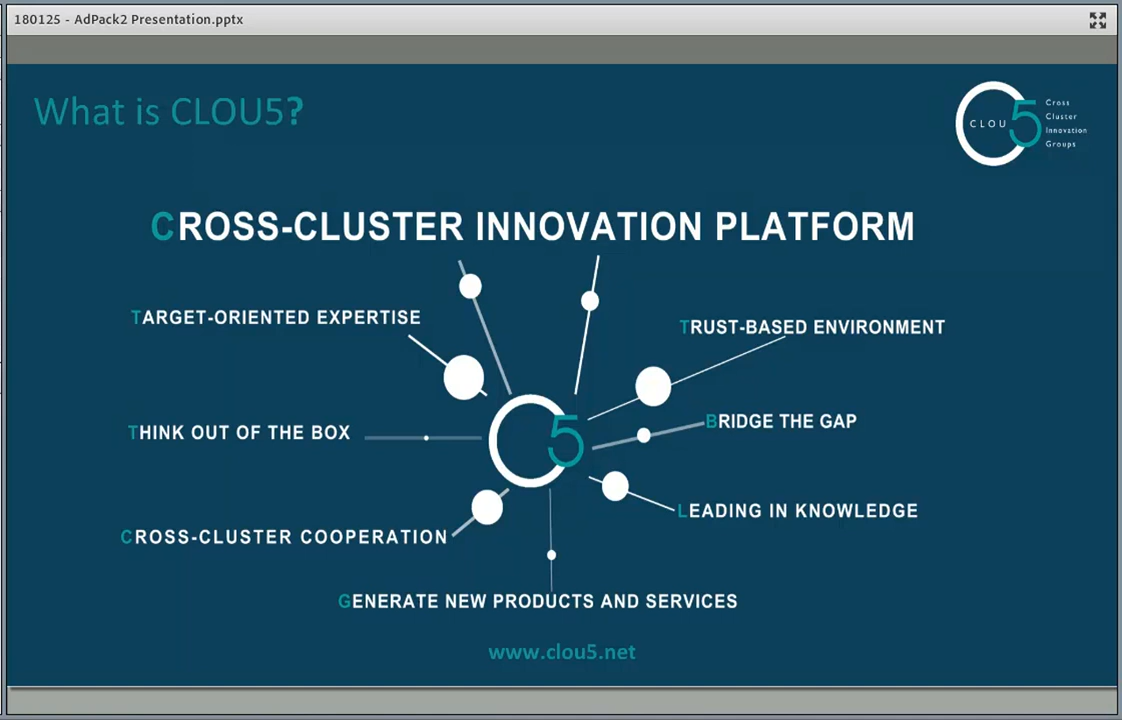 180125 - AdPack2 Presentation.pptx
What is CLOU5?
CLOU5
Cross
Cluster
Innovation
Groups
CROSS-CLUSTER INNOVATION PLATFORM
TARGET-ORIENTED EXPERTISE
TRUST-BASED ENVIRONMENT
THINK OUT OF THE BOX
BRIDGE THE GAP
5
LEADING IN KNOWLEDGE
CROSS-CLUSTER COOPERATION
GENERATE NEW PRODUCTS AND SERVICES
www.clou5.net